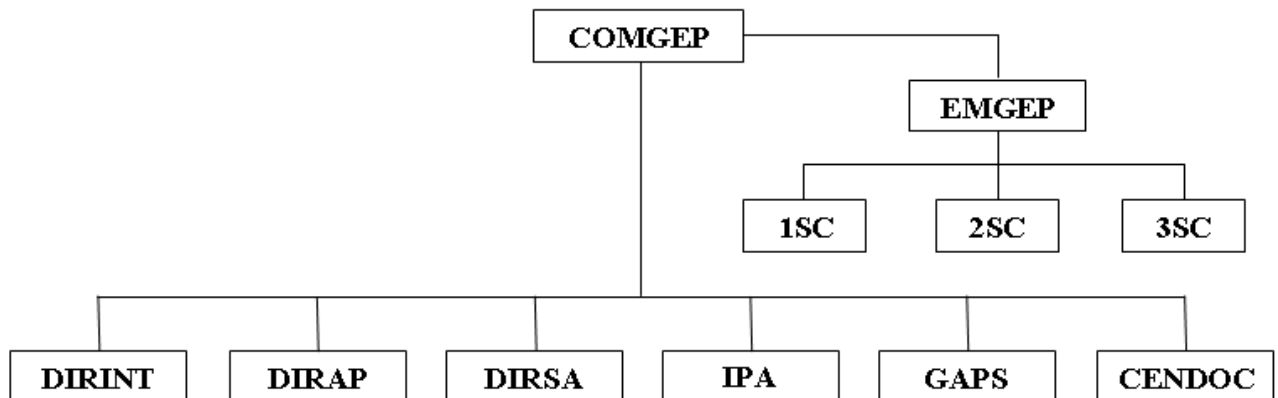 COMGEP
EMGEP
1SC 2SC 3SC
DIRINT DIRAP DIRSA IPA GAPS CENDOC